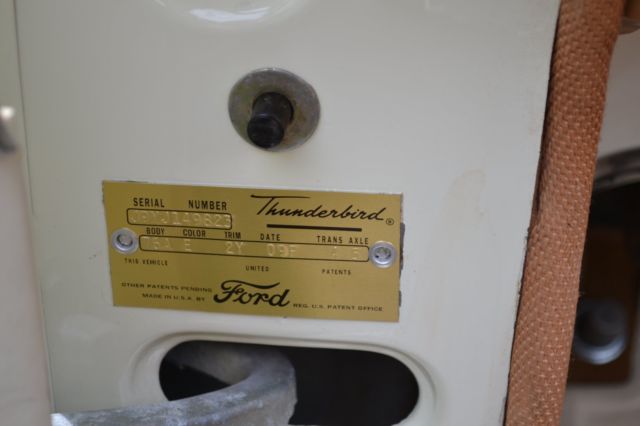 SERIAL NUMBER Thunderbird®
BODY COLOR TRIM DATE TRANS AXLE
E 2Y 09F
THIS VEHICLE UNITED PATENTS
OTHER PATENTS PENDING
MADE IN U.S.A. BY Ford REG. U.S. PATENT OFFICE